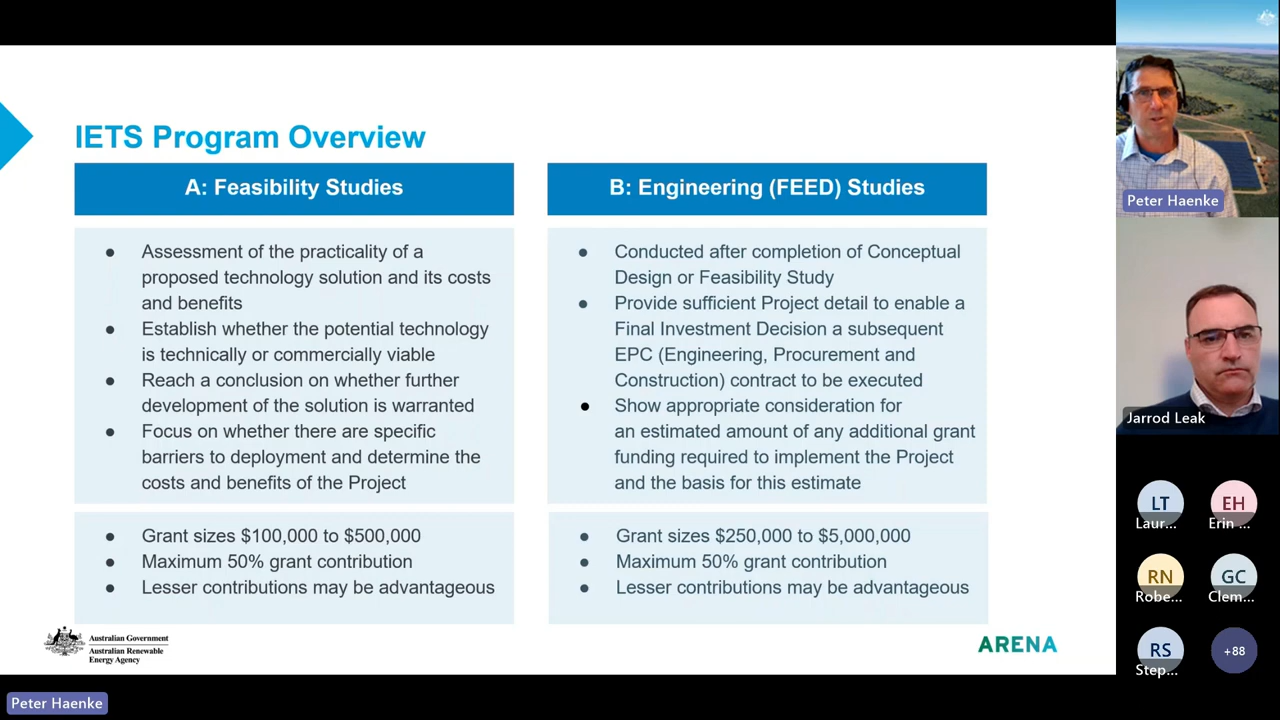 IETS Program Overview
A: Feasibility Studies
● Assessment of the practicality of a
proposed technology solution and its costs
and benefits
● Establish whether the potential technology
is technically or commercially viable
● Reach a conclusion on whether further
development of the solution is warranted
● Focus on whether there are specific
barriers to deployment and determine the
costs and benefits of the Project
● Grant sizes $100,000 to $500,000
● Maximum 50% grant contribution
● Lesser contributions may be advantageous
B: Engineering (FEED) Studies
● Conducted after completion of Conceptual
Design or Feasibility Study
● Provide sufficient Project detail to enable a
Final Investment Decision a subsequent
EPC (Engineering, Procurement and
Construction) contract to be executed
● Show appropriate consideration for
an estimated amount of any additional grant
funding required to implement the Project
and the basis for this estimate
● Grant sizes $250,000 to $5,000,000
● Maximum 50% grant contribution
● Lesser contributions may be advantageous
Australian Government
Australian Renewable
Energy Agency
ARENA
Peter Haenke
Jarrod Leak
LT
Laur...
EH
Erin ...
RN
Robe...
GC
Clem...
RS
Step...
+88
Peter Haenke